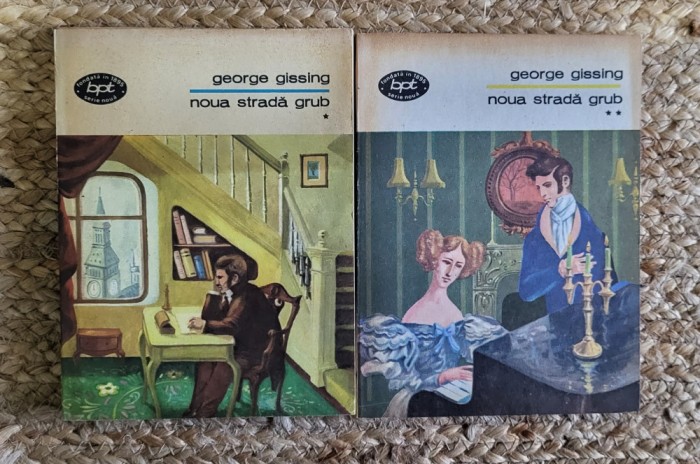 fondată în 1895
bpt
serie nouă
george gissing
noua stradă grub
*
fondată în 1895
bpt
serie nouă
george gissing
noua stradă grub
**